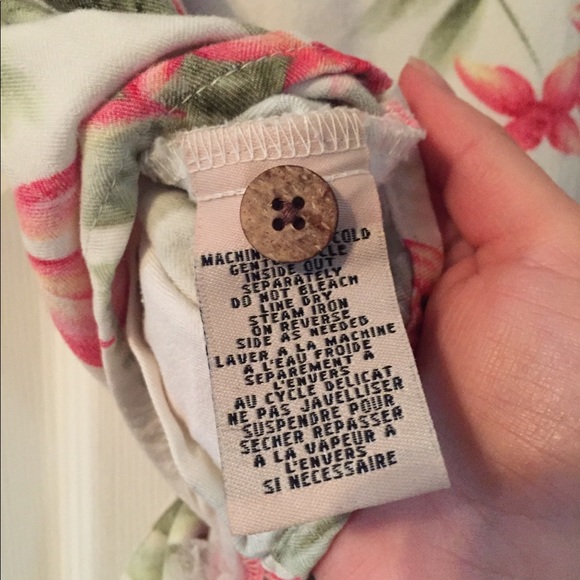 COLD
GENTLE
INSIDE OUT
SEPARATELY
DO NOT BLEACH
LINE DRY
STEAM IRON
ON REVERSE
SIDE AS NEEDED
LAVER A LA MACHINE
A L'EAU FROIDE
SEPAREMENT A
L'ENVERS
AU CYCLE DELICAT
NE PAS JAVELLISER
SUSPENDRE POUR
SECHER REPASSER
A LA VAPEUR A
L'ENVERS
SI NECESSAIRE